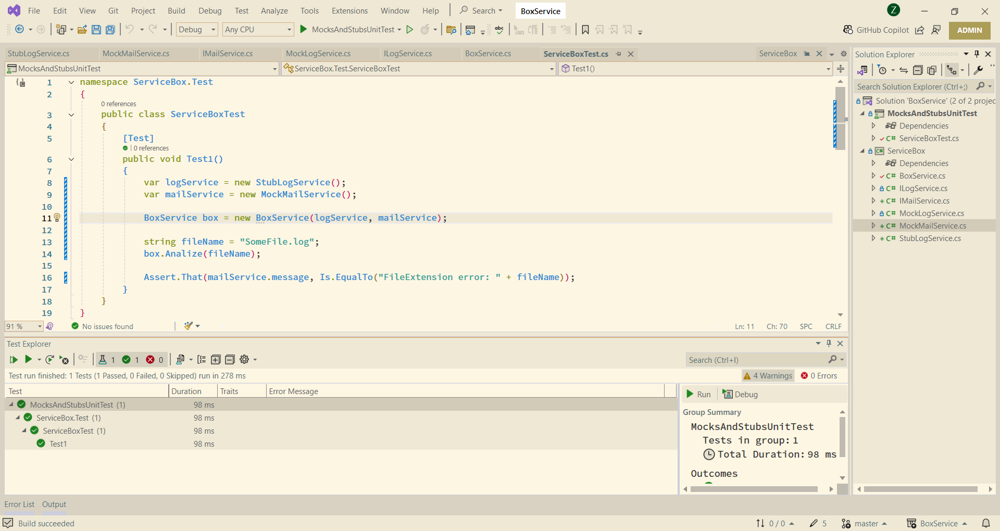 File Edit View Git Project Build Debug Test Analyze Tools Extensions Window Help Search BoxService Z
Debug Any CPU MocksAndStubsUnitTest abc GitHub Copilot ADMIN
StubLogService.cs MockMailService.cs IMailService.cs MockLogService.cs ILogService.cs BoxService.cs ServiceBoxTest.cs ServiceBox
MocksAndStubsUnitTest ServiceBox.Test.ServiceBoxTest Test1()
1 namespace ServiceBox.Test
2 {
0 references
3 public class ServiceBoxTest
4 {
5 [Test]
| 0 references
6 public void Test1()
7 {
8 var logService = new StubLogService();
9 var mailService = new MockMailService();
10
11 BoxService box = new BoxService(logService, mailService);
12
13 string fileName = "SomeFile.log";
14 box.Analize(fileName);
15
16 Assert.That(mailService.message, Is.EqualTo("FileExtension error: " + fileName));
17 }
18 }
19 }
91 % No issues found Ln: 11 Ch: 70 SPC CRLF
Solution Explorer
Search Solution Explorer (Ctrl+;)
Solution 'BoxService' (2 of 2 projec
MocksAndStubsUnitTest
Dependencies
C# ServiceBoxTest.cs
C# ServiceBox
Dependencies
C# BoxService.cs
C# ILogService.cs
C# IMailService.cs
C# MockLogService.cs
C# MockMailService.cs
C# StubLogService.cs
Test Explorer
1 1 0 Search (Ctrl+I)
Test run finished: 1 Tests (1 Passed, 0 Failed, 0 Skipped) run in 278 ms 4 Warnings 0 Errors
Test Duration Traits Error Message
MocksAndStubsUnitTest (1) 98 ms
ServiceBox.Test (1) 98 ms
ServiceBoxTest (1) 98 ms
Test1 98 ms
Run Debug
Group Summary
MocksAndStubsUnitTest
Tests in group: 1
Total Duration: 98 ms
Outcomes
Error List Output
Build succeeded 0 / 0 5 master BoxService